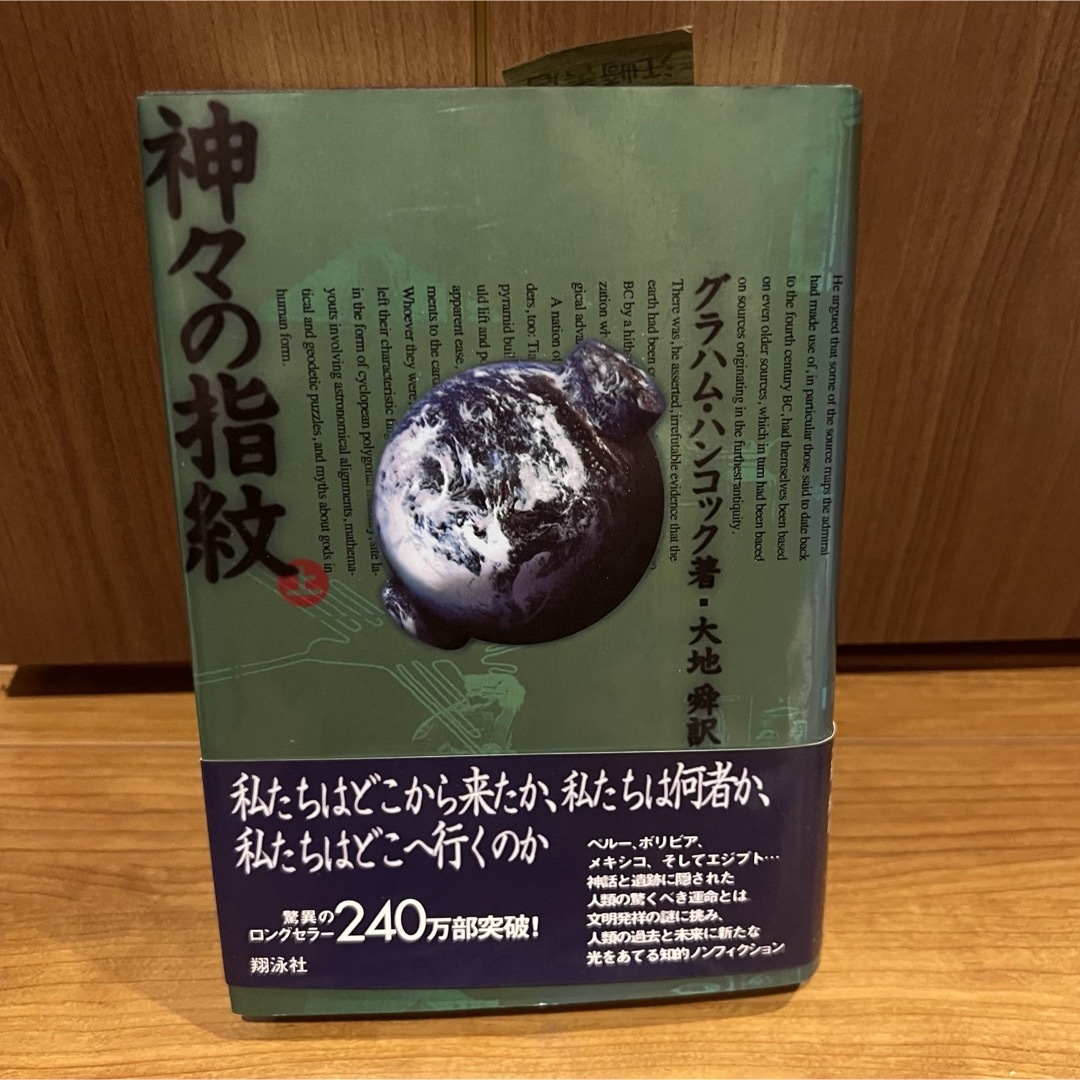 神々の指紋
上
グラハム・ハンコック著・大地 舜訳
He argued that some of the source maps the admiral
had made use of, in particular those said to date back
to the fourth century BC, had themselves been based
on even older sources, which in turn had been baced
on sources originating in the furthest antiquity.
There was, he asserted, irrefutable evidence that the
earth had been
BC by a hith
zation wh
gical adva
A nation of
ders, too: Tia
pyramid buil
uld lift and po
apparent ease,
ments to the car
Whoever they were,
left their characteristic fing
in the form of cyclopean polygon
, site la-
youts involving astronomical alignments, mathema-
tical and geodetic puzzles, and myths about gods in
human form.
私たちはどこから来たか、私たちは何者か、
私たちはどこへ行くのか
驚異の
ロングセラー240万部突破!
翔泳社
ペルー、ボリビア、
メキシコ、そしてエジプト…
神話と遺跡に隠された
人類の驚くべき運命とは
文明発祥の謎に挑み、
人類の過去と未来に新たな
光をあてる知的ノンフィクション